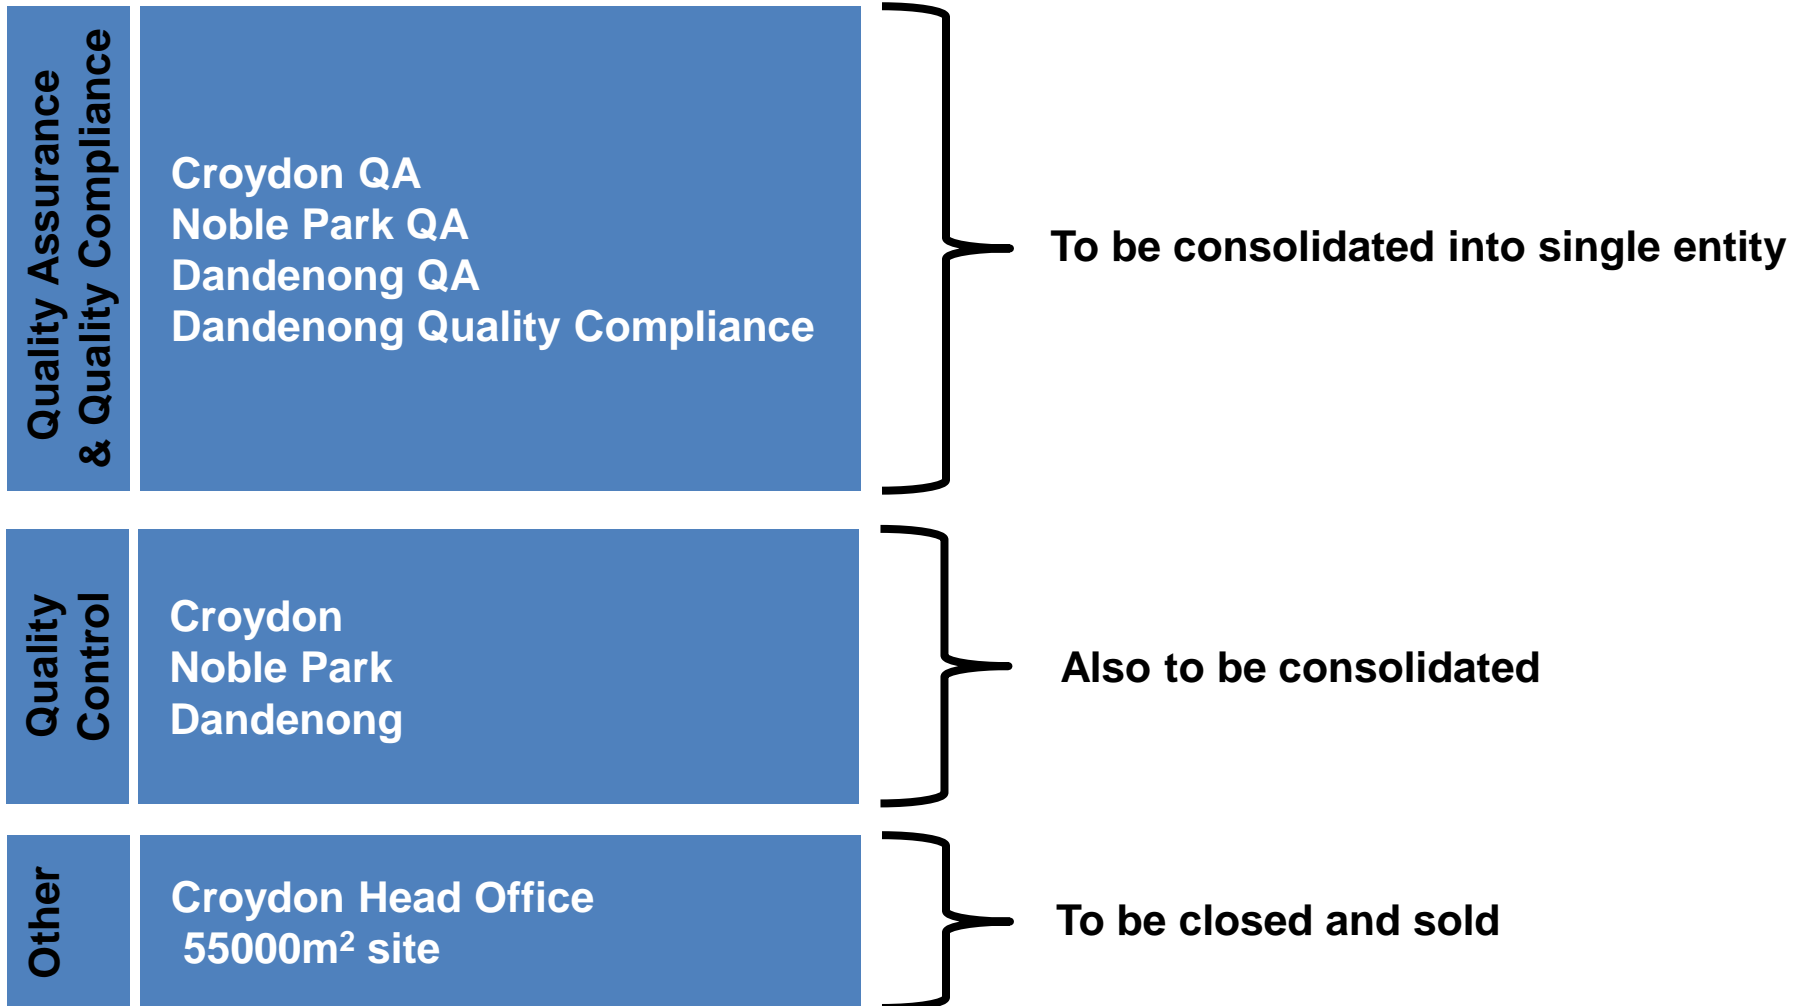 Quality Assurance
& Quality Compliance
Croydon QA
Noble Park QA
Dandenong QA
Dandenong Quality Compliance
To be consolidated into single entity
Quality
Control
Croydon
Noble Park
Dandenong
Also to be consolidated
Other
Croydon Head Office
55000m² site
To be closed and sold